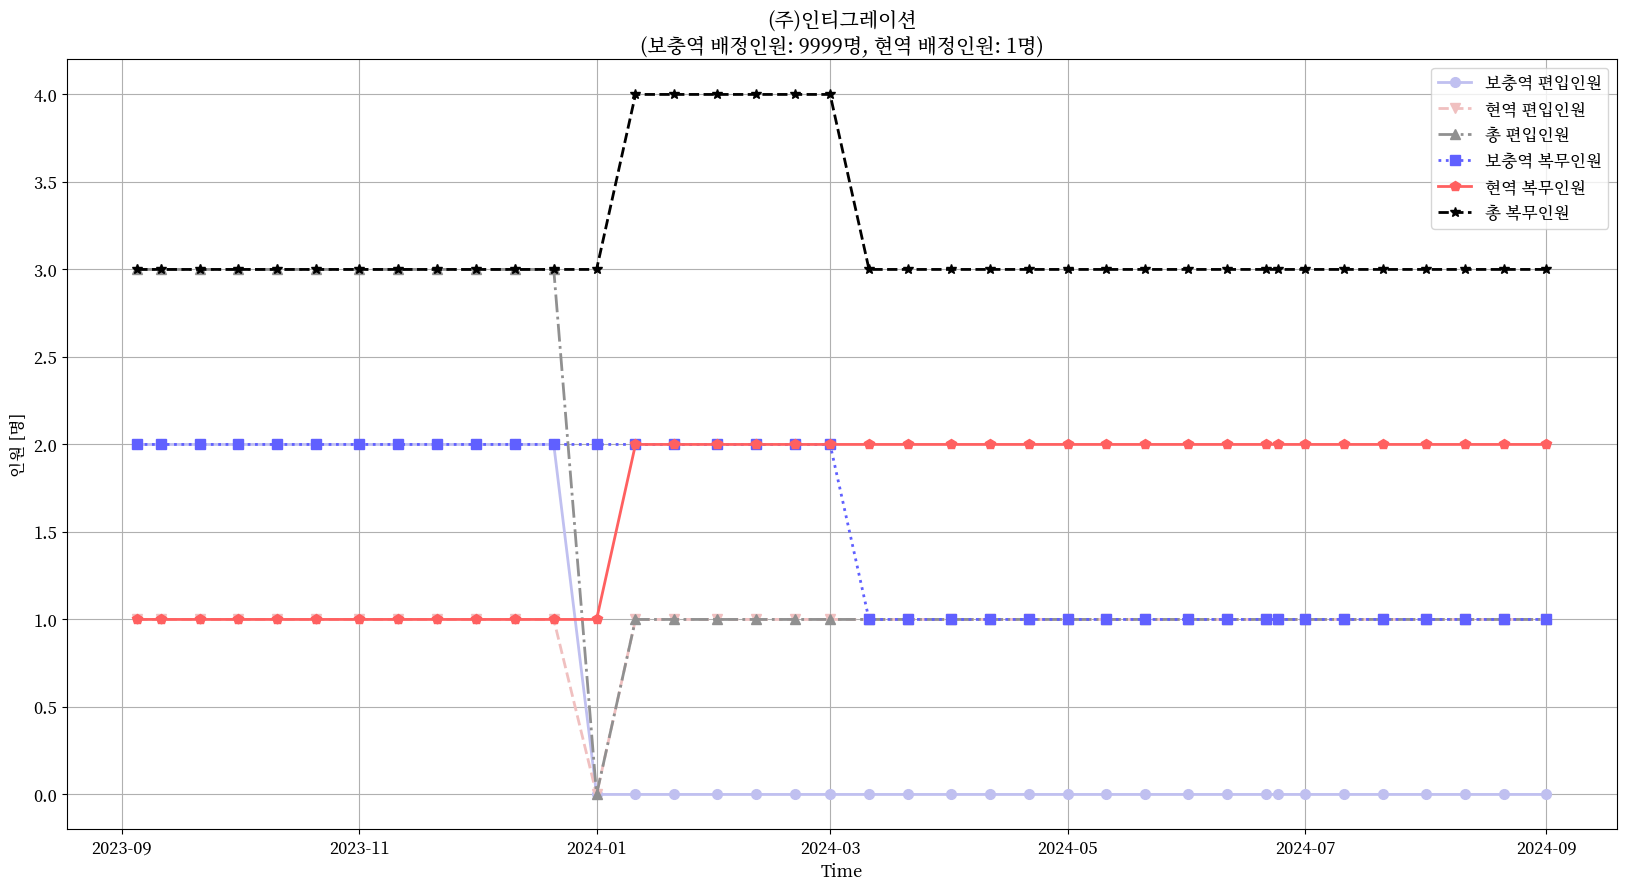 (주)인티그레이션
(보충역 배정인원: 9999명, 현역 배정인원: 1명)
보충역 편입인원
현역 편입인원
총 편입인원
보충역 복무인원
현역 복무인원
총 복무인원
인원 [명]
4.0
3.5
3.0
2.5
2.0
1.5
1.0
0.5
0.0
2023-09 2023-11 2024-01 2024-03 2024-05 2024-07 2024-09
Time